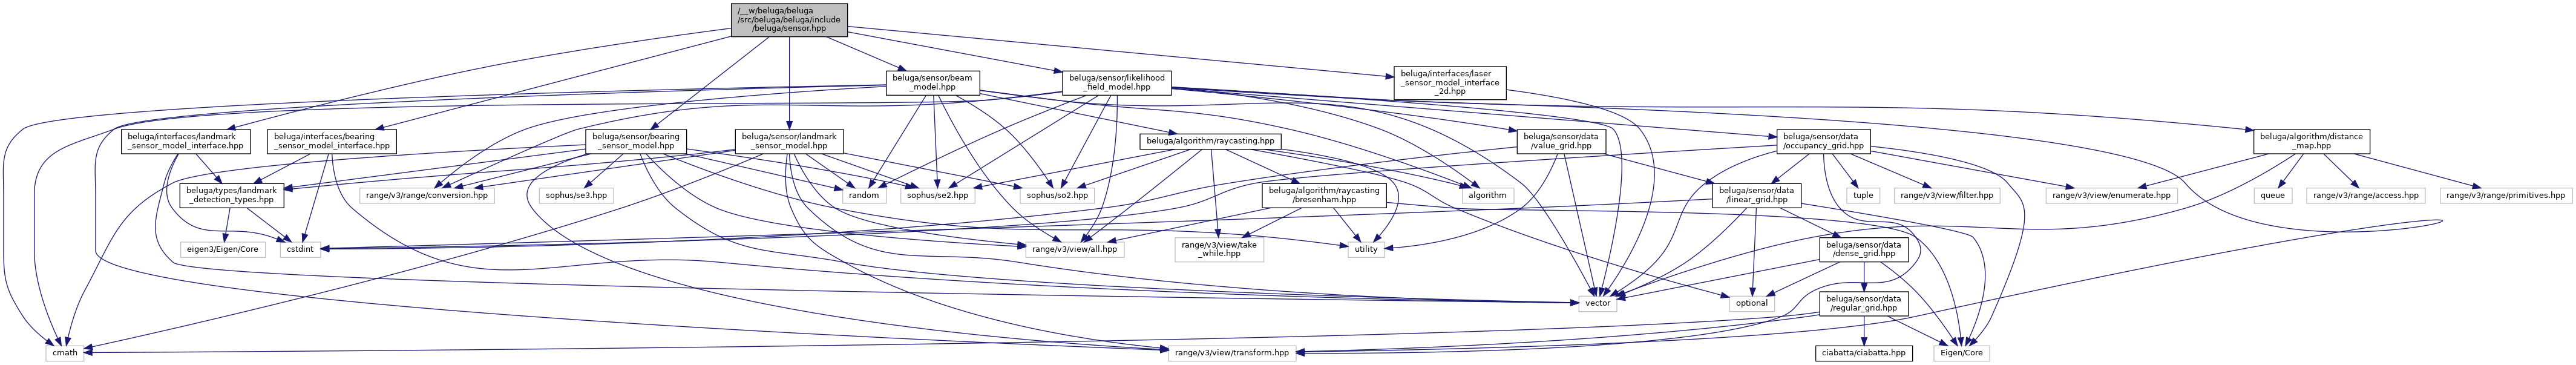 /__w/beluga/beluga
/src/beluga/beluga/include
/beluga/sensor.hpp
beluga/sensor/beam
_model.hpp
beluga/sensor/likelihood
_field_model.hpp
beluga/interfaces/laser
_sensor_model_interface
_2d.hpp
beluga/interfaces/landmark
_sensor_model_interface.hpp
beluga/interfaces/bearing
_sensor_model_interface.hpp
beluga/sensor/bearing
_sensor_model.hpp
beluga/sensor/landmark
_sensor_model.hpp
beluga/algorithm/raycasting.hpp
beluga/sensor/data
/value_grid.hpp
beluga/sensor/data
/occupancy_grid.hpp
beluga/algorithm/distance
_map.hpp
beluga/types/landmark
_detection_types.hpp
range/v3/range/conversion.hpp
sophus/se3.hpp
random
sophus/se2.hpp
sophus/so2.hpp
beluga/algorithm/raycasting
/bresenham.hpp
algorithm
beluga/sensor/data
/linear_grid.hpp
tuple
range/v3/view/filter.hpp
range/v3/view/enumerate.hpp
queue
range/v3/range/access.hpp
range/v3/range/primitives.hpp
eigen3/Eigen/Core
cstdint
range/v3/view/all.hpp
range/v3/view/take
_while.hpp
utility
beluga/sensor/data
/dense_grid.hpp
vector
optional
beluga/sensor/data
/regular_grid.hpp
cmath
range/v3/view/transform.hpp
ciabatta/ciabatta.hpp
Eigen/Core